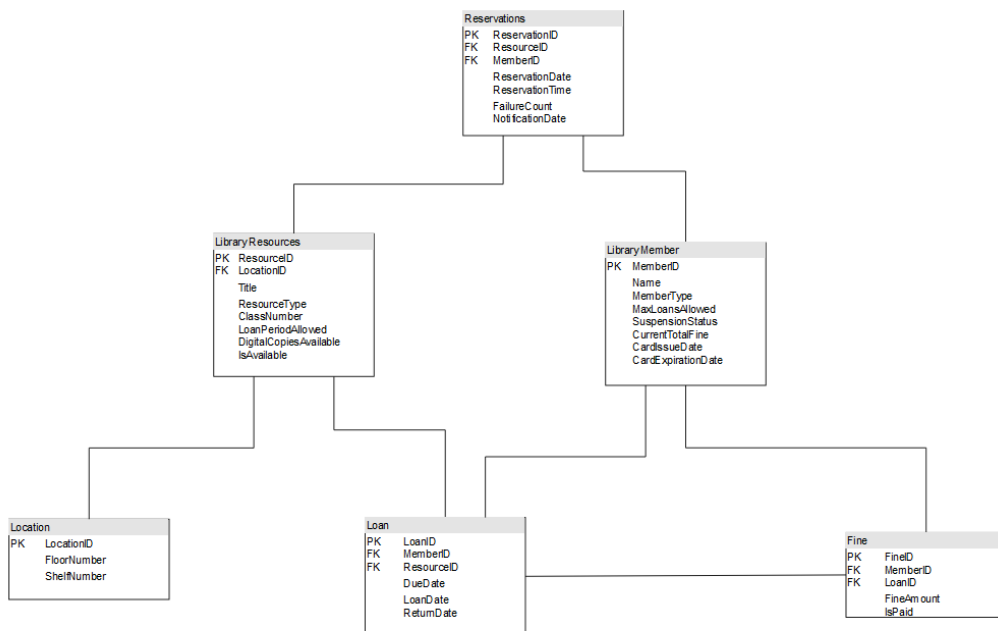 Reservations
PK ReservationID
FK ResourceID
FK MemberID
ReservationDate
ReservationTime
FailureCount
NotificationDate
LibraryResources
PK ResourceID
FK LocationID
Title
ResourceType
ClassNumber
LoanPeriodAllowed
DigitalCopiesAvailable
IsAvailable
LibraryMember
PK MemberID
Name
MemberType
MaxLoansAllowed
SuspensionStatus
CurrentTotalFine
CardIssueDate
CardExpirationDate
Location
PK LocationID
FloorNumber
ShelfNumber
Loan
PK LoanID
FK MemberID
FK ResourceID
DueDate
LoanDate
ReturnDate
Fine
PK FineID
FK MemberID
FK LoanID
FineAmount
IsPaid